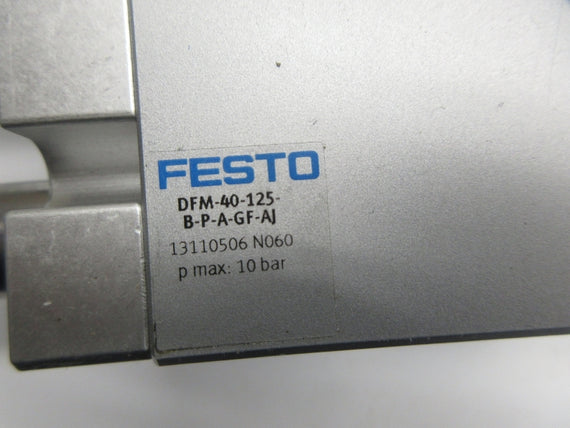 FESTO
DFM-40-125-
B-P-A-GF-AJ
13110506 N060
p max: 10 bar